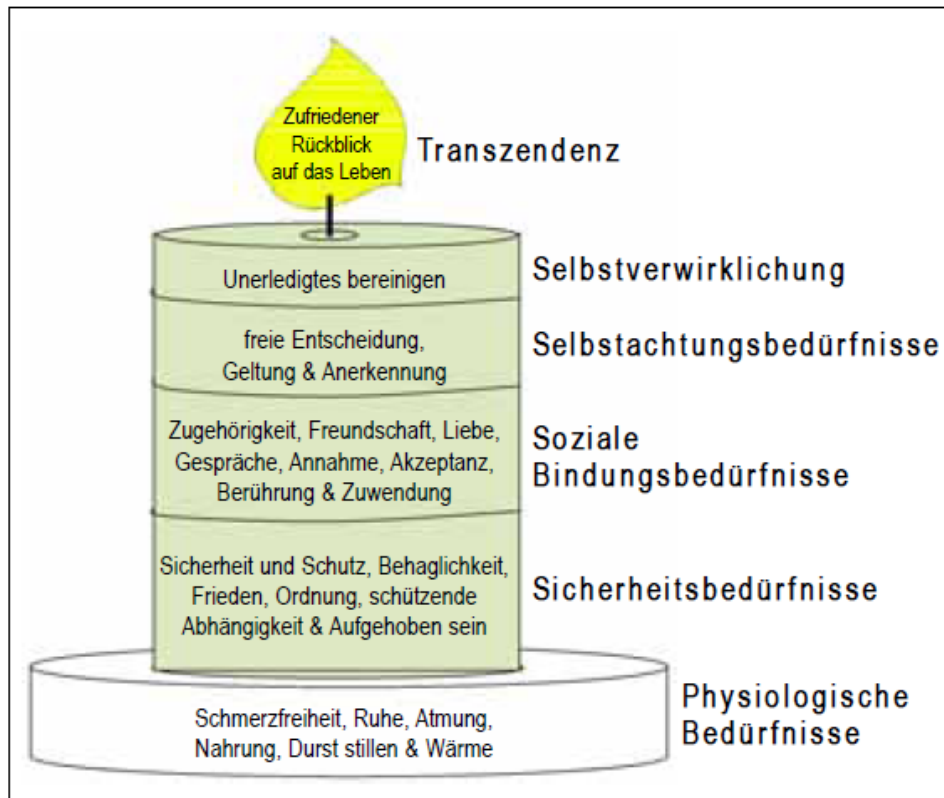 Zufriedener
Rückblick
auf das Leben
Transzendenz
Unerledigtes bereinigen
Selbstverwirklichung
freie Entscheidung,
Geltung & Anerkennung
Selbstachtungsbedürfnisse
Zugehörigkeit, Freundschaft, Liebe,
Gespräche, Annahme, Akzeptanz,
Berührung & Zuwendung
Soziale
Bindungsbedürfnisse
Sicherheit und Schutz, Behaglichkeit,
Frieden, Ordnung, schützende
Abhängigkeit & Aufgehoben sein
Sicherheitsbedürfnisse
Schmerzfreiheit, Ruhe, Atmung,
Nahrung, Durst stillen & Wärme
Physiologische
Bedürfnisse